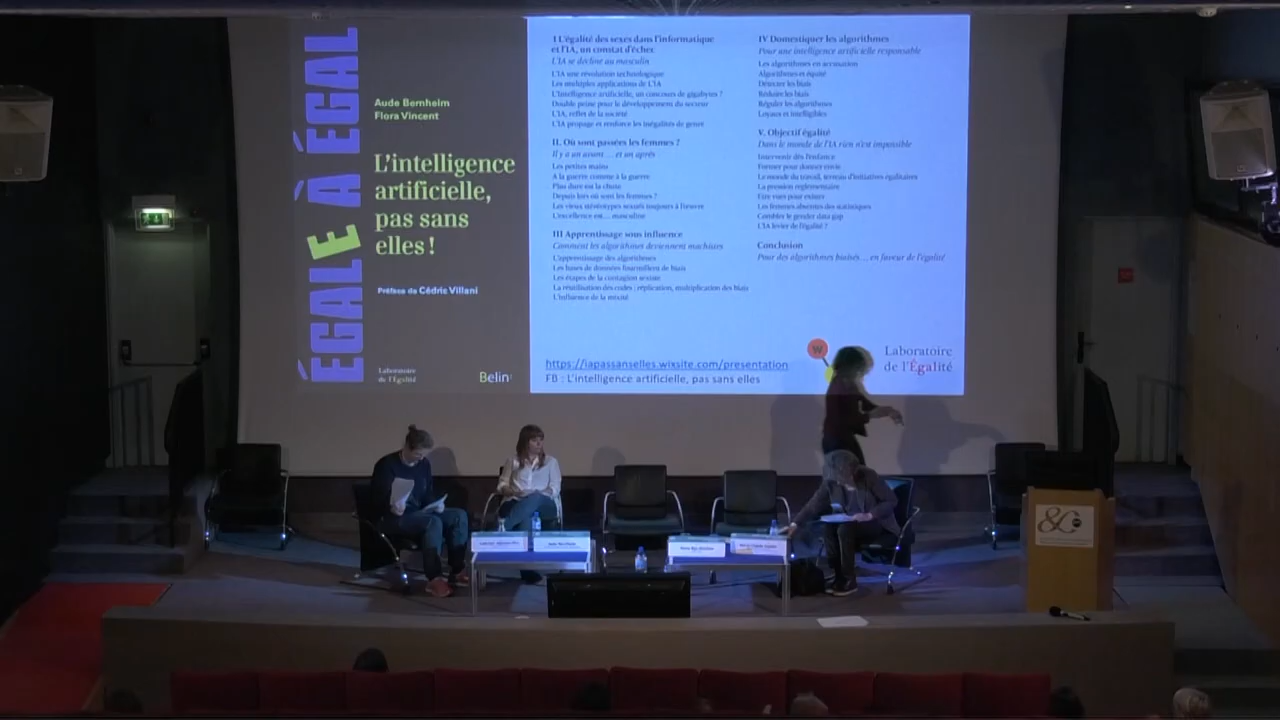 ÉGALE À ÉGAL
Aude Bernheim
Flora Vincent
L'intelligence
artificielle,
pas sans
elles !
Préface de Cédric Villani
Laboratoire
de l'Égalité
Belin
I L'égalité des sexes dans l'informatique
et l'IA, un constat d'échec
L'IA se décline au masculin
L'IA une révolution technologique
Les multiples applications de l'IA
L'intelligence artificielle, un concours de gigabytes ?
Double peine pour le développement du secteur
L'IA, reflet de la société
L'IA propage et renforce les inégalités de genre
II. Où sont passées les femmes ?
Il y a un avant ... et un après
Les petites mains
A la guerre comme à la guerre
Plus dure est la chute
Depuis lors où sont les femmes ?
Les vieux stéréotypes sexués toujours à l'œuvre
L'excellence est... masculine
III Apprentissage sous influence
Comment les algorithmes deviennent machistes
L'apprentissage des algorithmes
Les bases de données fourmillent de biais
Les étapes de la contagion sexiste
La réutilisation des codes : réplication, multiplication des biais
L'influence de la mixité
IV Domestiquer les algorithmes
Pour une intelligence artificielle responsable
Les algorithmes en accusation
Algorithmes et équité
Détecter les biais
Réduire les biais
Réguler les algorithmes
Loyaux et intelligibles
V. Objectif égalité
Dans le monde de l'IA rien n'est impossible
Intervenir dès l'enfance
Former pour donner envie
Le monde du travail, terreau d'initiatives égalitaires
La pression réglementaire
Etre vues pour exister
Les femmes absentes des statistiques
Combler le gender data gap
L'IA levier de l'égalité ?
Conclusion
Pour des algorithmes biaisés... en faveur de l'égalité
https://iapassanselles.wixsite.com/presentation
FB : L'intelligence artificielle, pas sans elles
W
Laboratoire
de l'Égalité